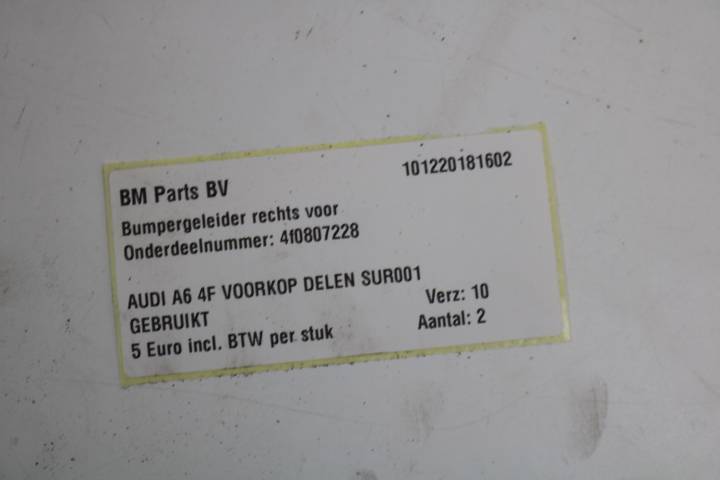 101220181602
BM Parts BV
Bumpergeleider rechts voor
Onderdeelnummer: 4f0807228
AUDI A6 4F VOORKOP DELEN SUR001
GEBRUIKT Verz: 10
5 Euro incl. BTW per stuk Aantal: 2